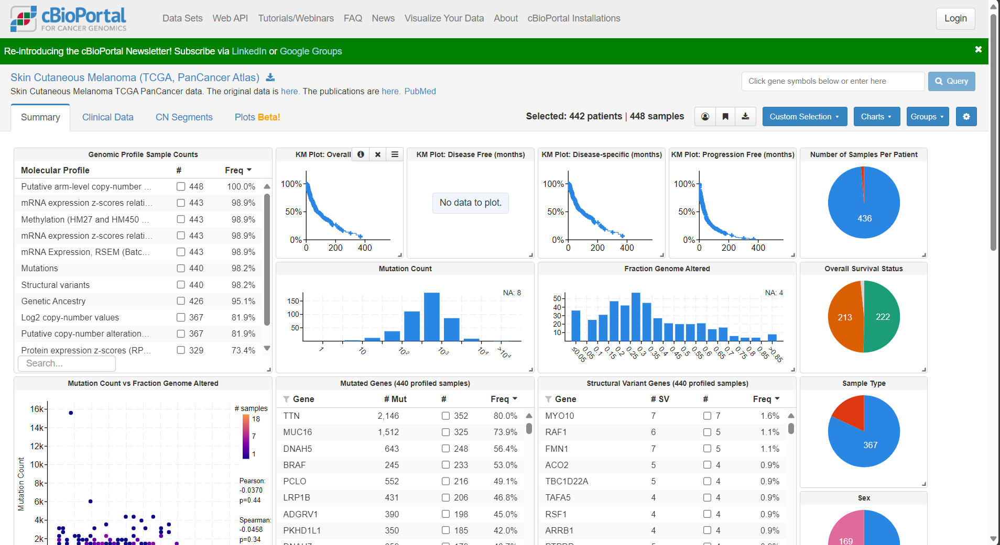 cBioPortal
FOR CANCER GENOMICS
Data Sets Web API Tutorials/Webinars FAQ News Visualize Your Data About cBioPortal Installations
Login
Re-introducing the cBioPortal Newsletter! Subscribe via LinkedIn or Google Groups
Skin Cutaneous Melanoma (TCGA, PanCancer Atlas)
Skin Cutaneous Melanoma TCGA PanCancer data. The original data is here. The publications are here. PubMed
Click gene symbols below or enter here
Query
Summary Clinical Data CN Segments Plots Beta!
Selected: 442 patients | 448 samples
Custom Selection Charts Groups
Genomic Profile Sample Counts
Molecular Profile # Freq
Putative arm-level copy-number ... 448 100.0%
mRNA expression z-scores relati... 443 98.9%
Methylation (HM27 and HM450 ... 443 98.9%
mRNA expression z-scores relati... 443 98.9%
mRNA Expression, RSEM (Batc... 443 98.9%
Mutations 440 98.2%
Structural variants 440 98.2%
Genetic Ancestry 426 95.1%
Log2 copy-number values 367 81.9%
Putative copy-number alteration... 367 81.9%
Protein expression z-scores (RP... 329 73.4%
Search...
KM Plot: Overall
100%
50%
0%
0 200 400
KM Plot: Disease Free (months)
No data to plot.
KM Plot: Disease-specific (months)
100%
50%
0%
0 200 400
KM Plot: Progression Free (months)
100%
50%
0%
0 200 400
Number of Samples Per Patient
436
Mutation Count
NA: 8
150
100
50
1 10 10² 10³ 10⁴ >10⁴
Fraction Genome Altered
NA: 4
50
40
30
20
10
≤0.05 0.05 0.1 0.15 0.2 0.25 0.3 0.35 0.4 0.45 0.5 0.55 0.6 0.65 0.7 0.75 0.8 0.85 >0.85
Overall Survival Status
213
222
Mutation Count vs Fraction Genome Altered
Mutation Count
16k
14k
12k
10k
8k
6k
4k
2k
# samples
18
7
1
Pearson:
-0.0370
p=0.44
Spearman:
-0.0458
p=0.34
Mutated Genes (440 profiled samples)
Gene # Mut # Freq
TTN 2,146 352 80.0%
MUC16 1,512 325 73.9%
DNAH5 643 248 56.4%
BRAF 245 233 53.0%
PCLO 552 216 49.1%
LRP1B 431 206 46.8%
ADGRV1 390 198 45.0%
PKHD1L1 350 185 42.0%
Structural Variant Genes (440 profiled samples)
Gene # SV # Freq
MYO10 7 7 1.6%
RAF1 6 5 1.1%
FMN1 7 5 1.1%
ACO2 5 4 0.9%
TBC1D22A 5 4 0.9%
TAFA5 4 4 0.9%
RSF1 4 4 0.9%
ARRB1 4 4 0.9%
Sample Type
367
Sex
169